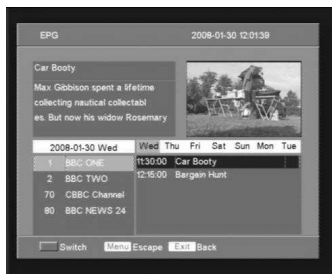 EPG 2008-01-30 12:01:39
Car Booty
Max Gibbison spent a lifetime
collecting nautical collectabl
es. But now his widow Rosemary
2008-01-30 Wed Wed Thu Fri Sat Sun Mon Tue
1 BBC ONE 11:30:00 Car Booty
2 BBC TWO 12:15:00 Bargain Hunt
70 CBBC Channel
80 BBC NEWS 24
Switch Menu Escape Exit Back